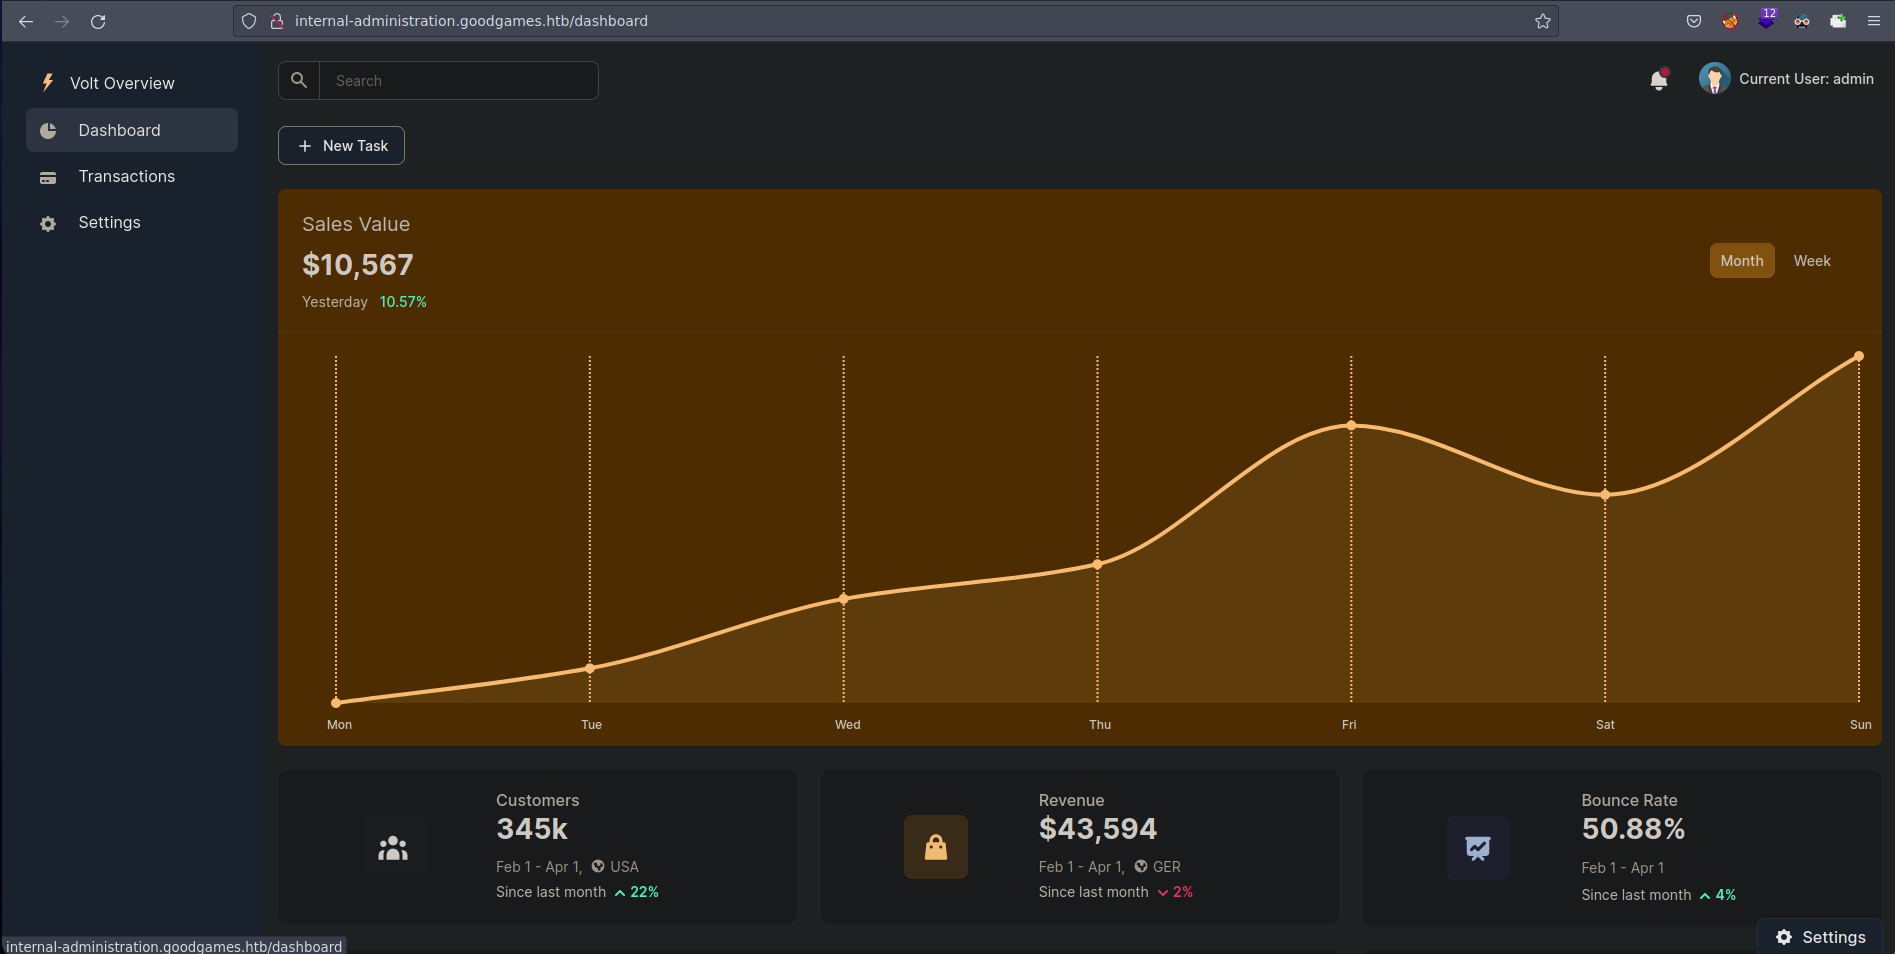 internal-administration.goodgames.htb/dashboard
12
Volt Overview
Dashboard
Transactions
Settings
Search
Current User: admin
New Task
Sales Value
$10,567
Yesterday 10.57%
Month Week
Mon Tue Wed Thu Fri Sat Sun
Customers
345k
Feb 1 - Apr 1, USA
Since last month 22%
Revenue
$43,594
Feb 1 - Apr 1, GER
Since last month 2%
Bounce Rate
50.88%
Feb 1 - Apr 1
Since last month 4%
Settings
internal-administration.goodgames.htb/dashboard